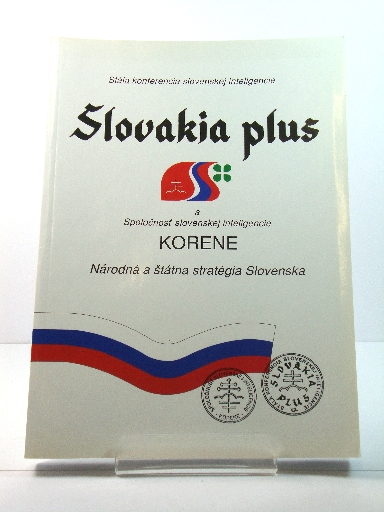 Stála konferencia slovenskej inteligencie
Slovakia plus
a
Spoločnosť slovenskej inteligencie
KORENE
Národná a štátna stratégia Slovenska
SLOVAKIA
plus